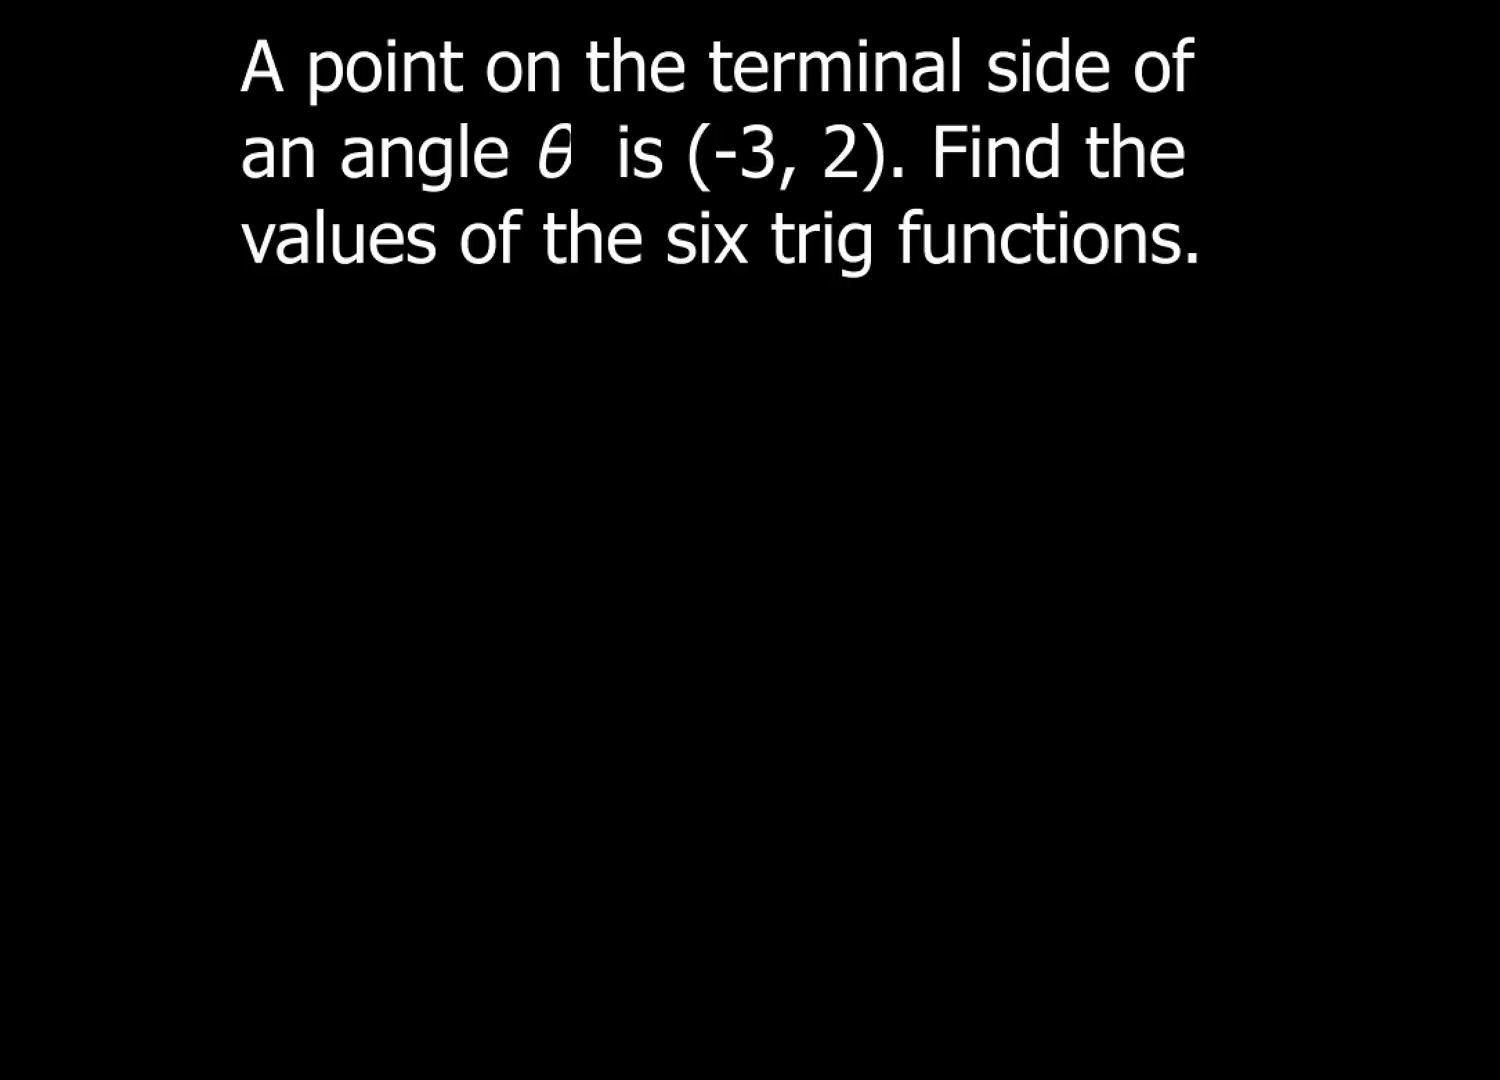 A point on the terminal side of
an angle θ is (-3, 2). Find the
values of the six trig functions.